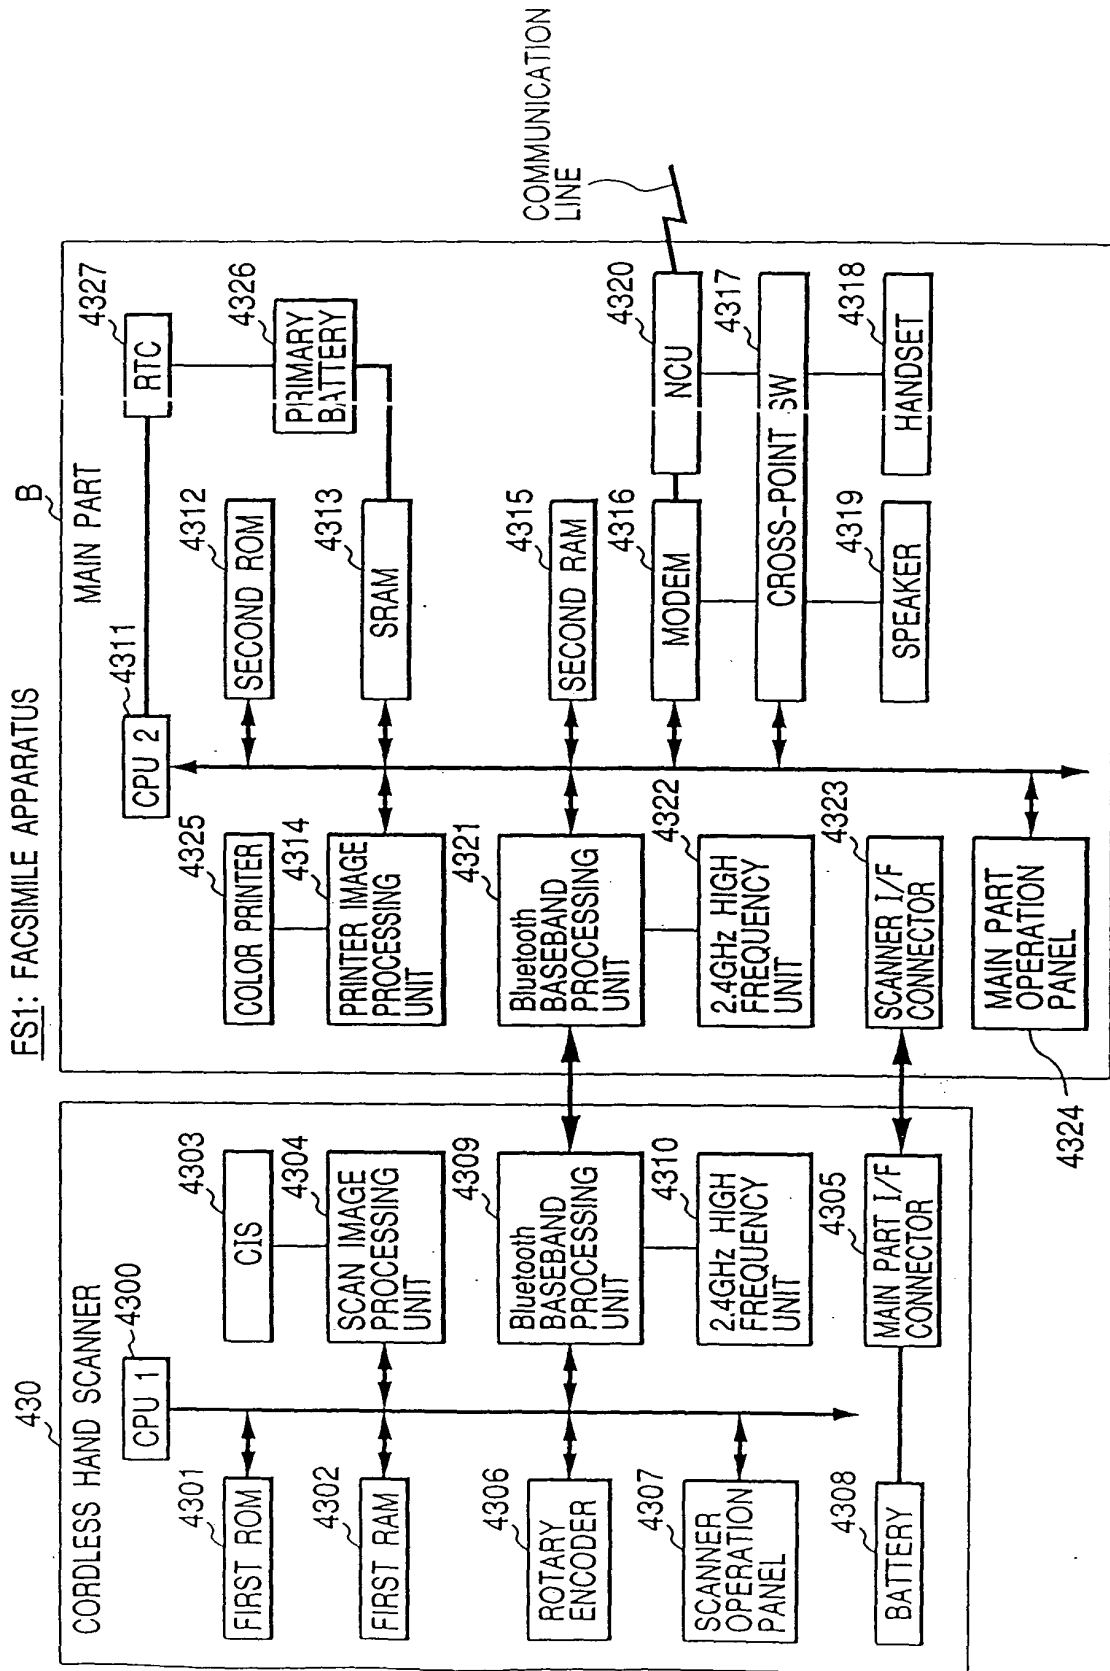 FS1: FACSIMILE APPARATUS
430
CORDLESS HAND SCANNER
4300
CPU 1
4301
FIRST ROM
4302
FIRST RAM
4306
ROTARY
ENCODER
4307
SCANNER
OPERATION
PANEL
4308
BATTERY
4303
CIS
4304
SCAN IMAGE
PROCESSING
UNIT
4309
Bluetooth
BASEBAND
PROCESSING
UNIT
4310
2.4GHz HIGH
FREQUENCY
UNIT
4305
MAIN PART I/F
CONNECTOR
B
MAIN PART
4311
CPU 2
4325
COLOR PRINTER
4314
PRINTER IMAGE
PROCESSING
UNIT
4321
Bluetooth
BASEBAND
PROCESSING
UNIT
4322
2.4GHz HIGH
FREQUENCY
UNIT
4323
SCANNER I/F
CONNECTOR
MAIN PART
OPERATION
PANEL
4324
4312
SECOND ROM
4313
SRAM
4315
SECOND RAM
4316
MODEM
4319
SPEAKER
4327
RTC
4326
PRIMARY
BATTERY
4320
NCU
4317
CROSS-POINT SW
4318
HANDSET
COMMUNICATION
LINE